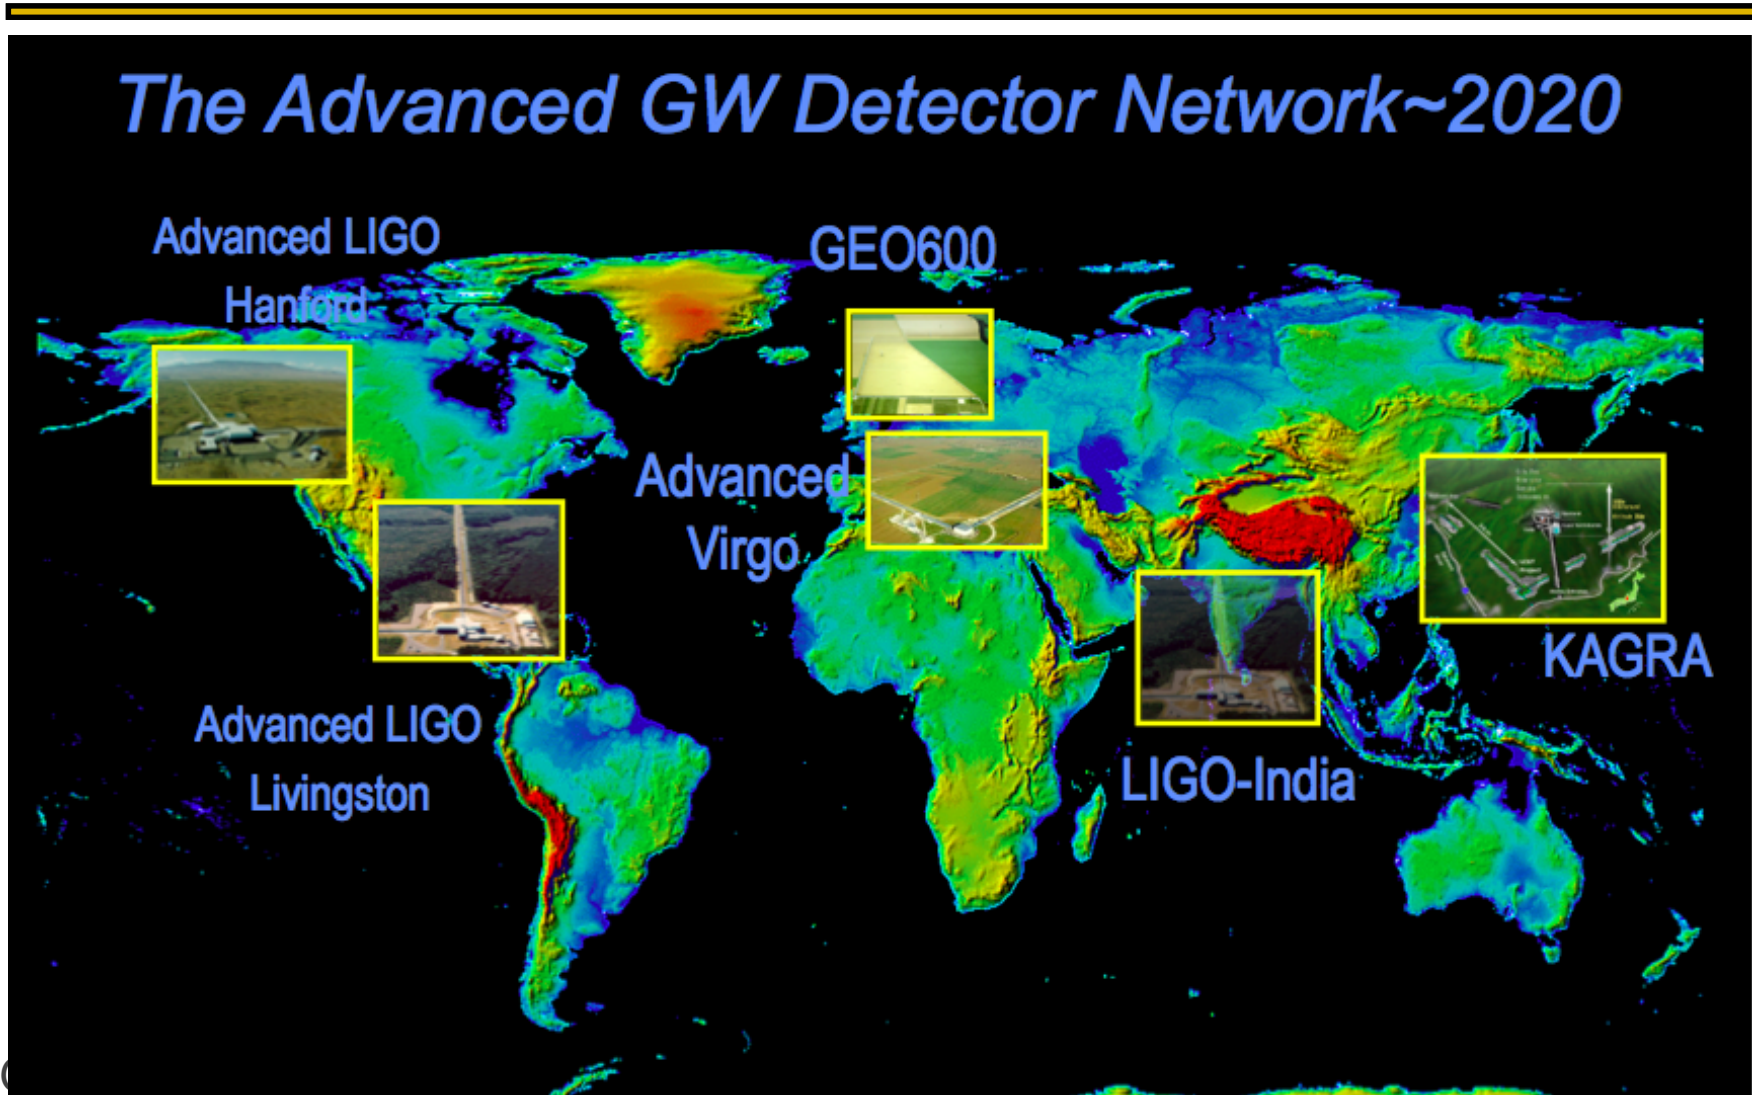 The Advanced GW Detector Network~2020
Advanced LIGO
Hanford
GEO600
Advanced
Virgo
KAGRA
Advanced LIGO
Livingston
LIGO-India